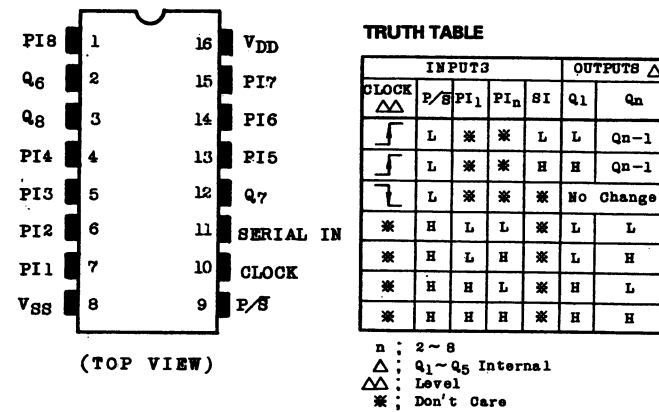 PI8 1 16 VDD
Q6 2 15 PI7
Q8 3 14 PI6
PI4 4 13 PI5
PI3 5 12 Q7
PI2 6 11 SERIAL IN
PI1 7 10 CLOCK
VSS 8 9 P/S̅
(TOP VIEW)
TRUTH TABLE
INPUTS OUTPUTS △
CLOCK △△ P/S̅ PI1 PIn SI Q1 Qn
L ※ ※ L L Qn-1
L ※ ※ H H Qn-1
L ※ ※ ※ No Change
※ H L L ※ L L
※ H L H ※ L H
※ H H L ※ H L
※ H H H ※ H H
n ; 2 ~ 8
△ ; Q1~Q5 Internal
△△ ; Level
※ ; Don't Care